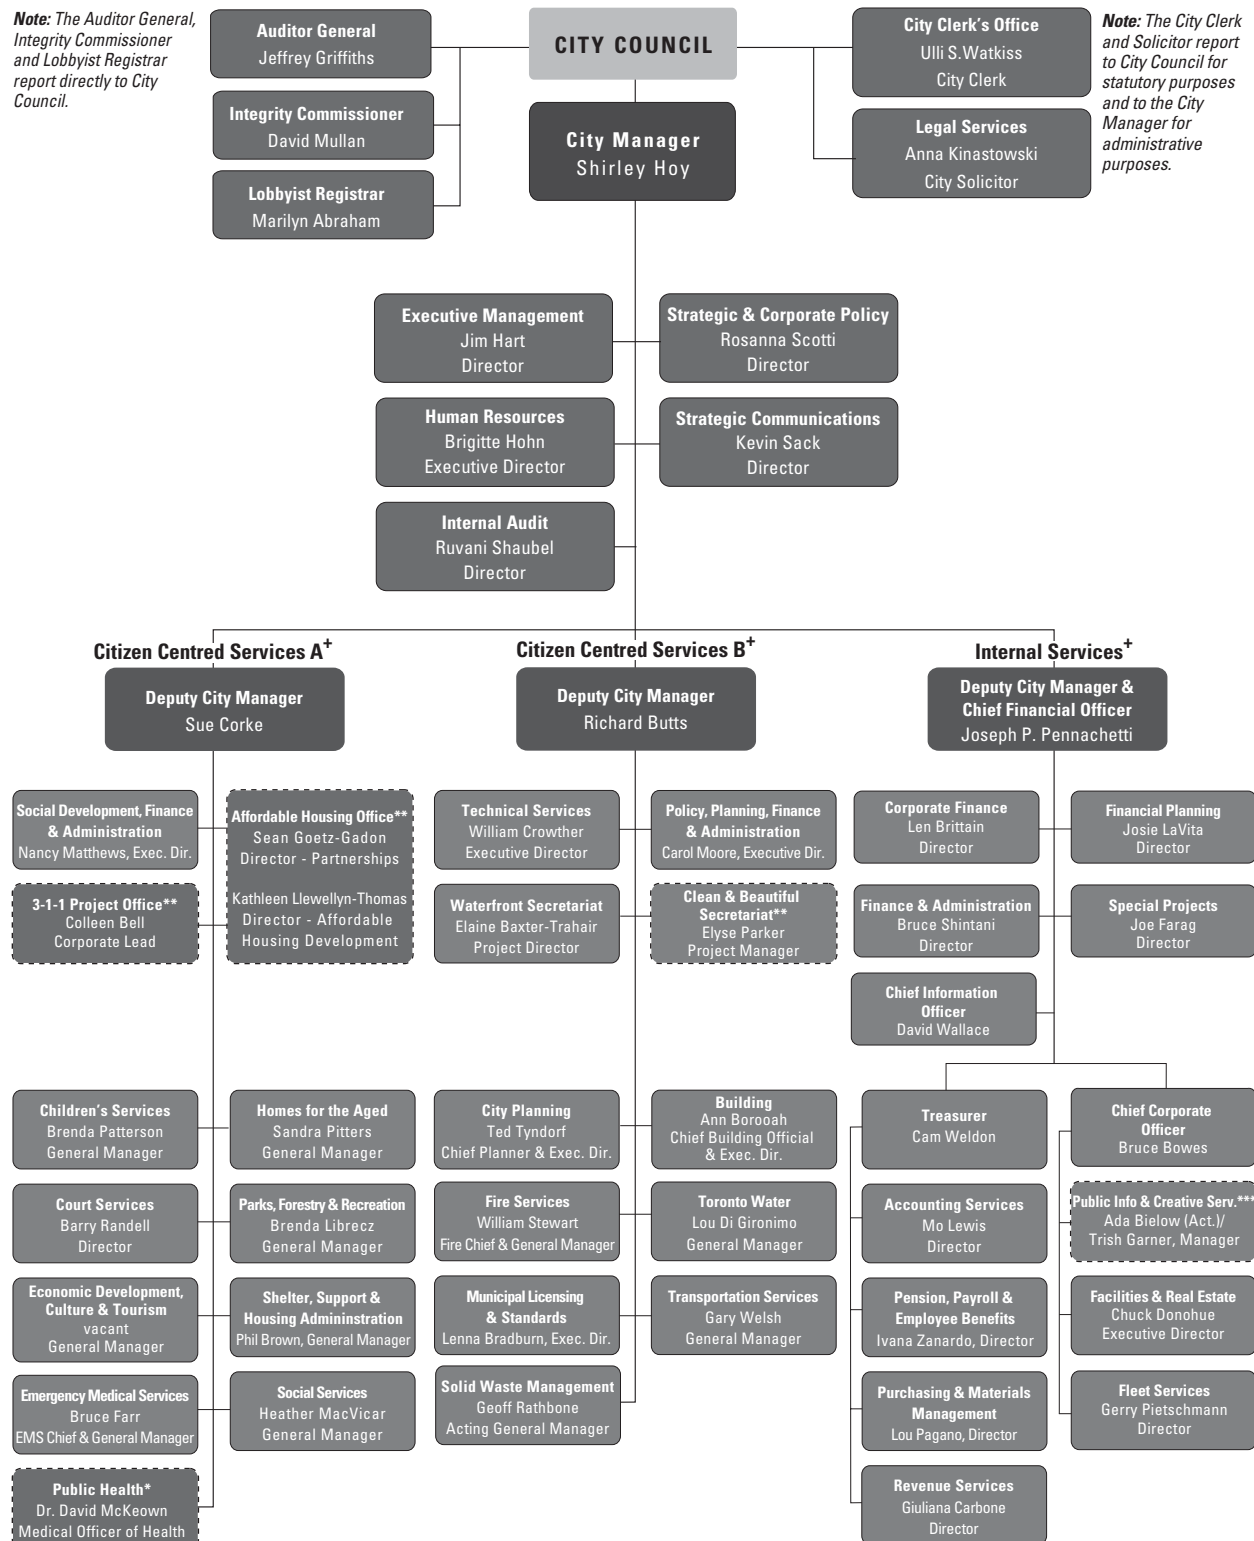 Note: The Auditor General,
Integrity Commissioner
and Lobbyist Registrar
report directly to City
Council.
Auditor General
Jeffrey Griffiths
Integrity Commissioner
David Mullan
Lobbyist Registrar
Marilyn Abraham
CITY COUNCIL
City Manager
Shirley Hoy
City Clerk's Office
Ulli S.Watkiss
City Clerk
Legal Services
Anna Kinastowski
City Solicitor
Note: The City Clerk
and Solicitor report
to City Council for
statutory purposes
and to the City
Manager for
administrative
purposes.
Executive Management
Jim Hart
Director
Strategic & Corporate Policy
Rosanna Scotti
Director
Human Resources
Brigitte Hohn
Executive Director
Strategic Communications
Kevin Sack
Director
Internal Audit
Ruvani Shaubel
Director
Citizen Centred Services A+
Deputy City Manager
Sue Corke
Social Development, Finance
& Administration
Nancy Matthews, Exec. Dir.
Affordable Housing Office**
Sean Goetz-Gadon
Director - Partnerships
Kathleen Llewellyn-Thomas
Director - Affordable
Housing Development
3-1-1 Project Office**
Colleen Bell
Corporate Lead
Children's Services
Brenda Patterson
General Manager
Homes for the Aged
Sandra Pitters
General Manager
Court Services
Barry Randell
Director
Parks, Forestry & Recreation
Brenda Librecz
General Manager
Economic Development,
Culture & Tourism
vacant
General Manager
Shelter, Support &
Housing Admininstration
Phil Brown, General Manager
Emergency Medical Services
Bruce Farr
EMS Chief & General Manager
Social Services
Heather MacVicar
General Manager
Public Health*
Dr. David McKeown
Medical Officer of Health
Citizen Centred Services B+
Deputy City Manager
Richard Butts
Technical Services
William Crowther
Executive Director
Policy, Planning, Finance
& Administration
Carol Moore, Executive Dir.
Waterfront Secretariat
Elaine Baxter-Trahair
Project Director
Clean & Beautiful
Secretariat**
Elyse Parker
Project Manager
City Planning
Ted Tyndorf
Chief Planner & Exec. Dir.
Building
Ann Borooah
Chief Building Official
& Exec. Dir.
Fire Services
William Stewart
Fire Chief & General Manager
Toronto Water
Lou Di Gironimo
General Manager
Municipal Licensing
& Standards
Lenna Bradburn, Exec. Dir.
Transportation Services
Gary Welsh
General Manager
Solid Waste Management
Geoff Rathbone
Acting General Manager
Internal Services+
Deputy City Manager &
Chief Financial Officer
Joseph P. Pennachetti
Corporate Finance
Len Brittain
Director
Financial Planning
Josie LaVita
Director
Finance & Administration
Bruce Shintani
Director
Special Projects
Joe Farag
Director
Chief Information
Officer
David Wallace
Treasurer
Cam Weldon
Accounting Services
Mo Lewis
Director
Pension, Payroll &
Employee Benefits
Ivana Zanardo, Director
Purchasing & Materials
Management
Lou Pagano, Director
Revenue Services
Giuliana Carbone
Director
Chief Corporate
Officer
Bruce Bowes
Public Info & Creative Serv.***
Ada Bielow (Act.)/
Trish Garner, Manager
Facilities & Real Estate
Chuck Donohue
Executive Director
Fleet Services
Gerry Pietschmann
Director